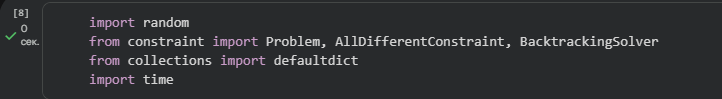 [8]
0
сек.
import random
from constraint import Problem, AllDifferentConstraint, BacktrackingSolver
from collections import defaultdict
import time